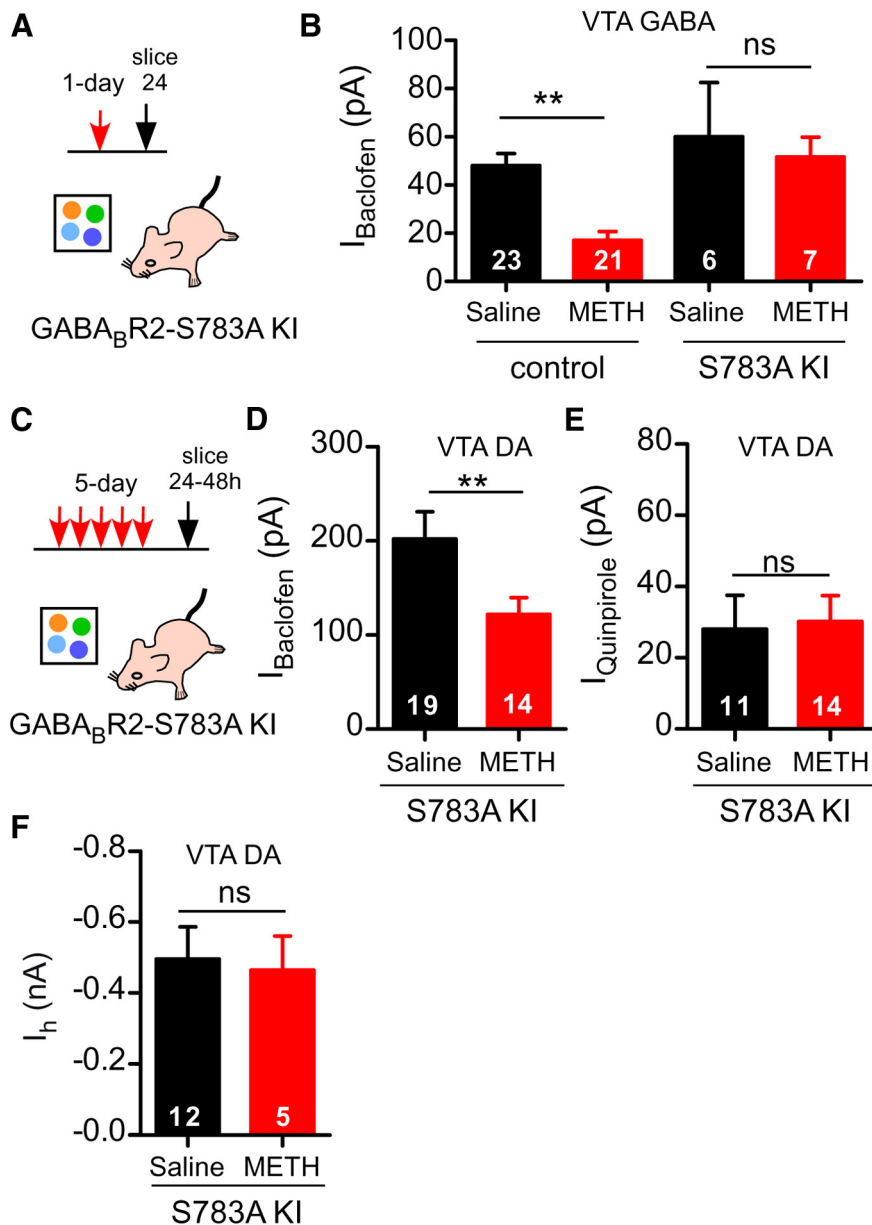 A
1-day
slice
24
GABABR2-S783A KI
B
VTA GABA
IBaclofen (pA)
100
80
60
40
20
0
**
ns
23
21
6
7
Saline METH Saline METH
control S783A KI
C
5-day
slice
24-48h
GABABR2-S783A KI
D
VTA DA
IBaclofen (pA)
300
200
100
0
**
19
14
Saline METH
S783A KI
E
VTA DA
IQuinpirole (pA)
80
60
40
20
0
ns
11
14
Saline METH
S783A KI
F
VTA DA
Ih (nA)
-0.8
-0.6
-0.4
-0.2
-0.0
ns
12
5
Saline METH
S783A KI